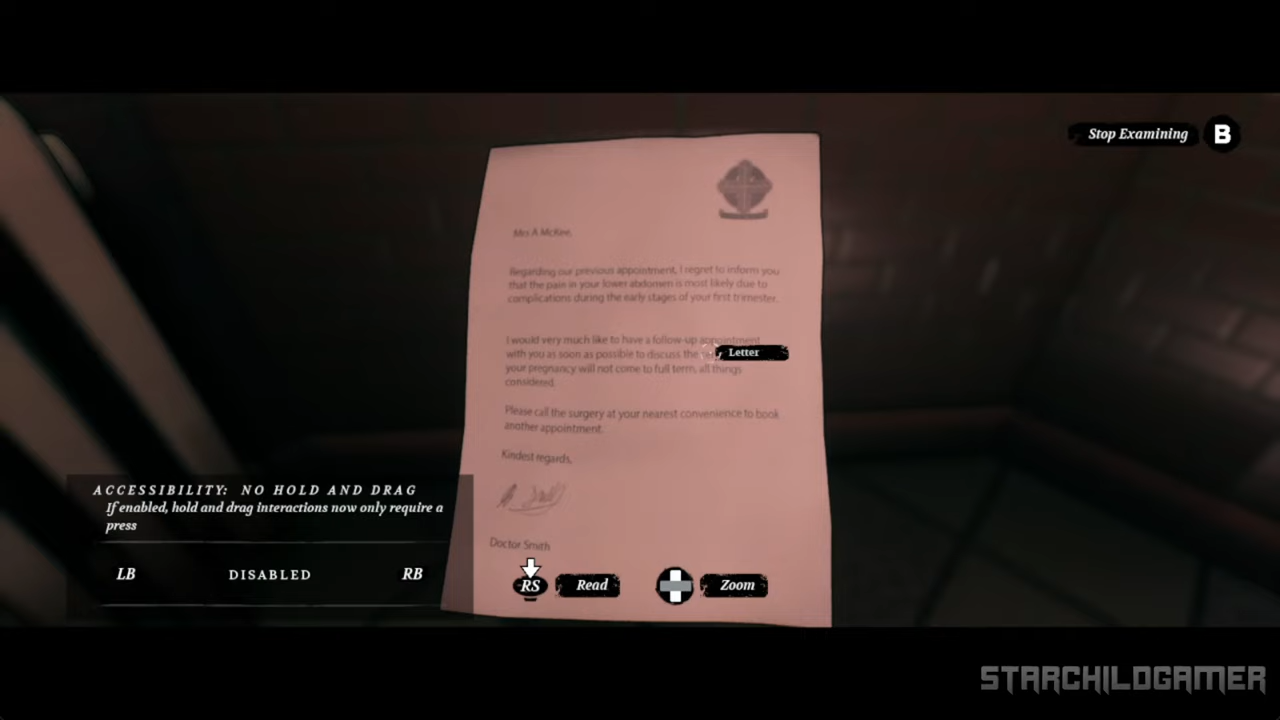 Stop Examining B
Mrs A McKee,
Regarding our previous appointment, I regret to inform you
that the pain in your lower abdomen is most likely due to
complications during the early stages of your first trimester.
I would very much like to have a follow-up appointment
with you as soon as possible to discuss the
Letter
your pregnancy will not come to full term, all things
considered.
Please call the surgery at your nearest convenience to book
another appointment.
Kindest regards,
Doctor Smith
ACCESSIBILITY: NO HOLD AND DRAG
If enabled, hold and drag interactions now only require a
press
LB DISABLED RB
RS Read Zoom
STARCHILDGAMER